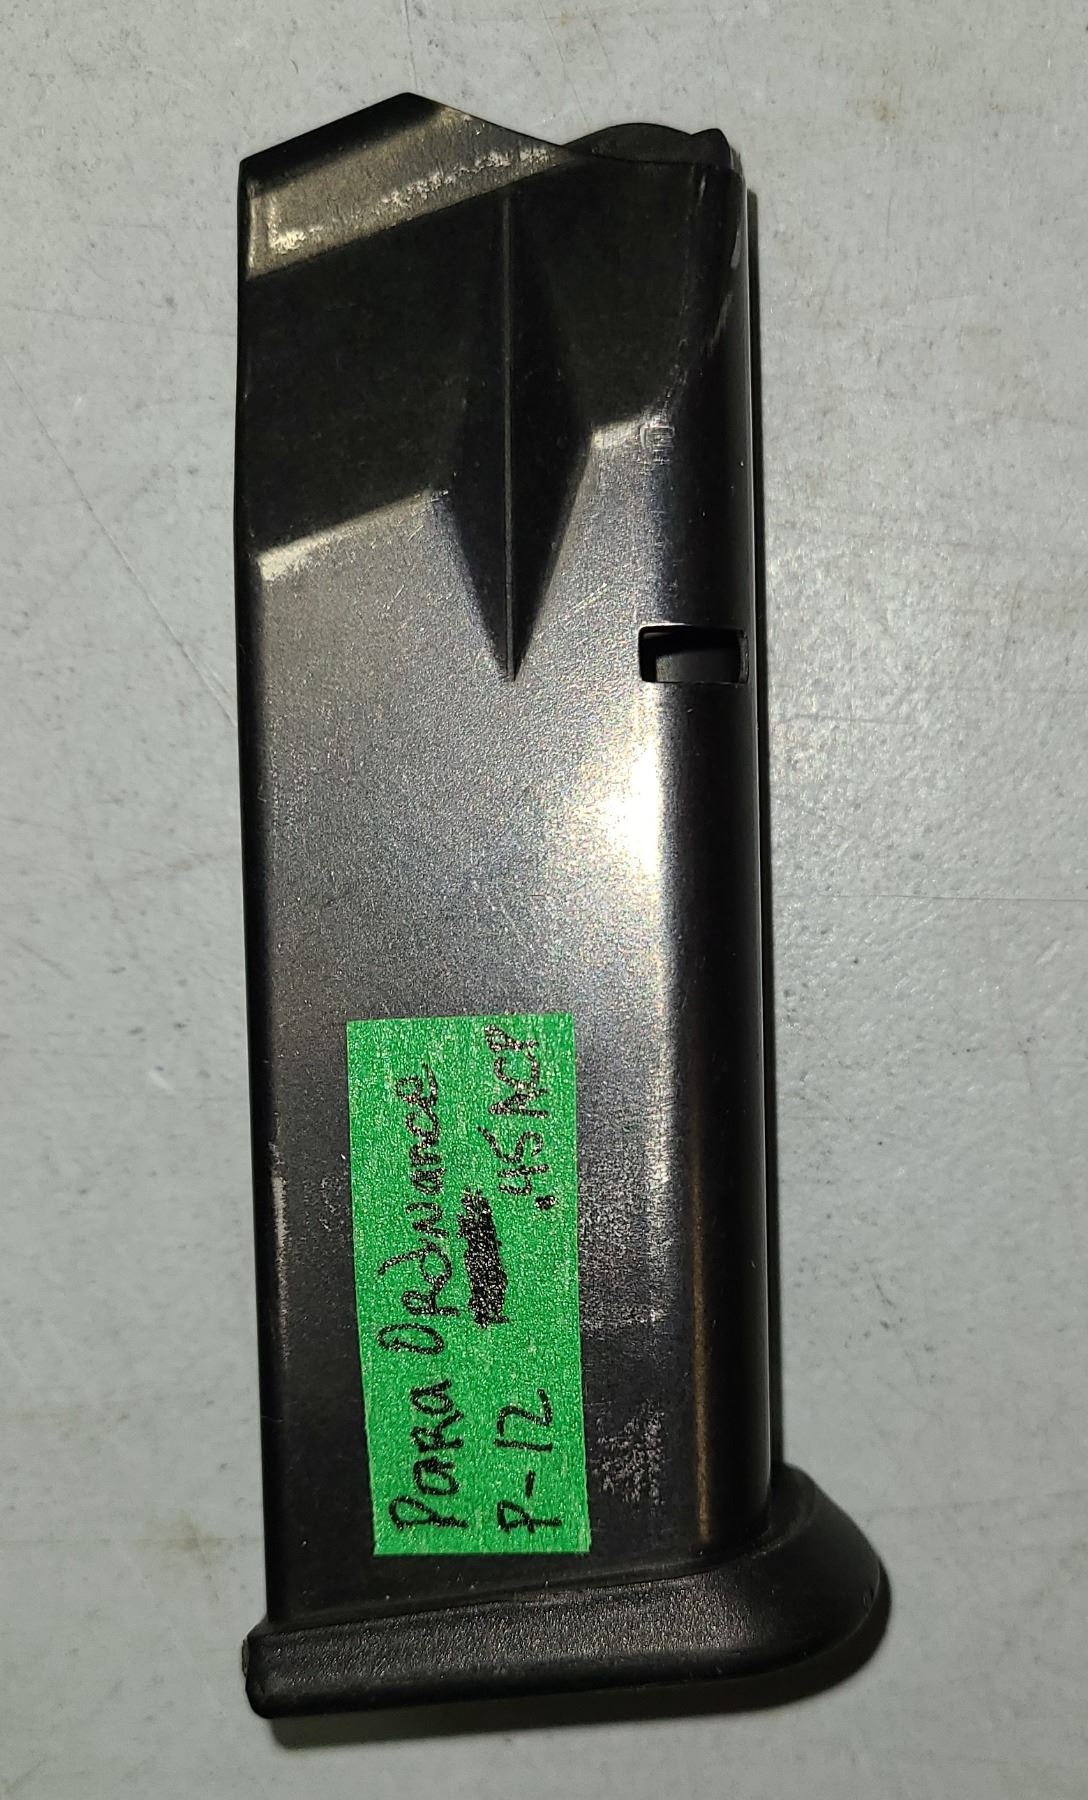 Para Ordnance
P-12 .45 ACP